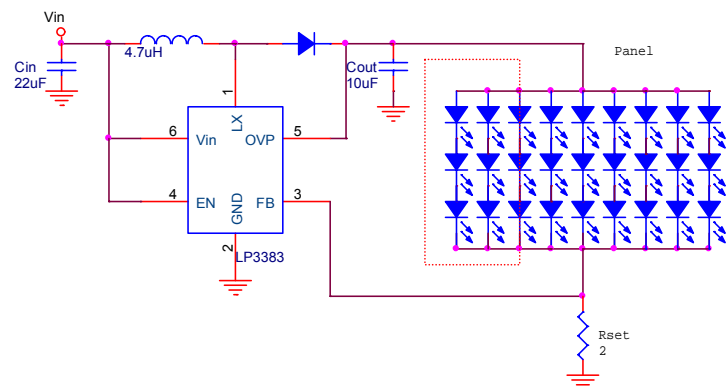 Vin
4.7uH
Cin
22uF
Cout
10uF
Panel
1
LX
6
Vin
OVP
5
4
EN
GND
FB
3
2
LP3383
Rset
2